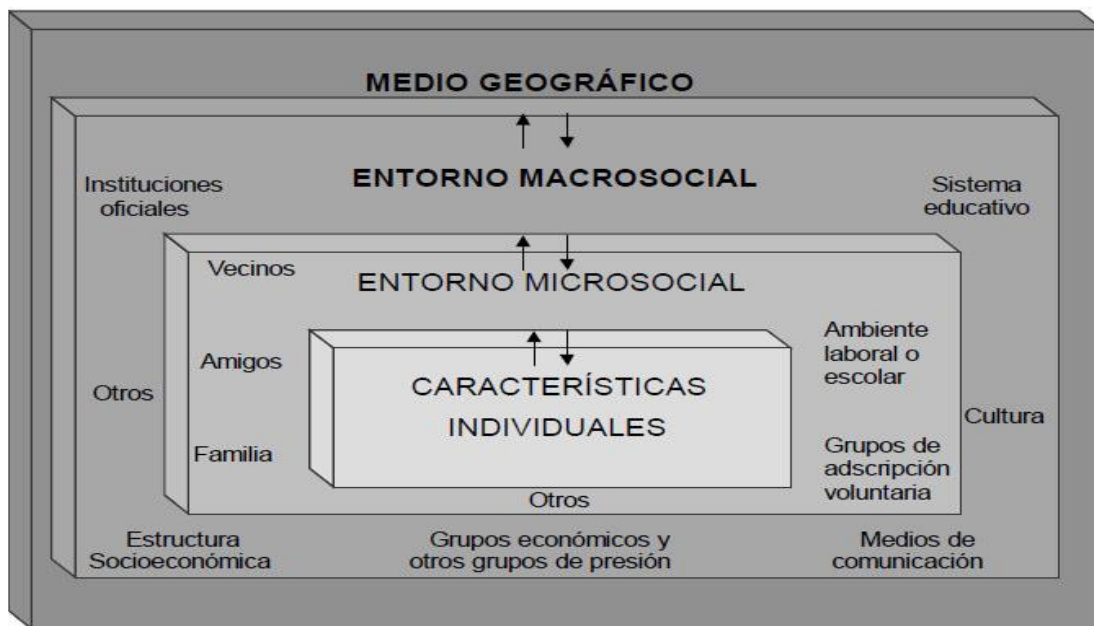 MEDIO GEOGRÁFICO
ENTORNO MACROSOCIAL
Instituciones
oficiales
Sistema
educativo
Vecinos
ENTORNO MICROSOCIAL
Amigos
Ambiente
laboral o
escolar
CARACTERÍSTICAS
INDIVIDUALES
Otros
Cultura
Familia
Grupos de
adscripción
voluntaria
Otros
Estructura
Socioeconómica
Grupos económicos y
otros grupos de presión
Medios de
comunicación